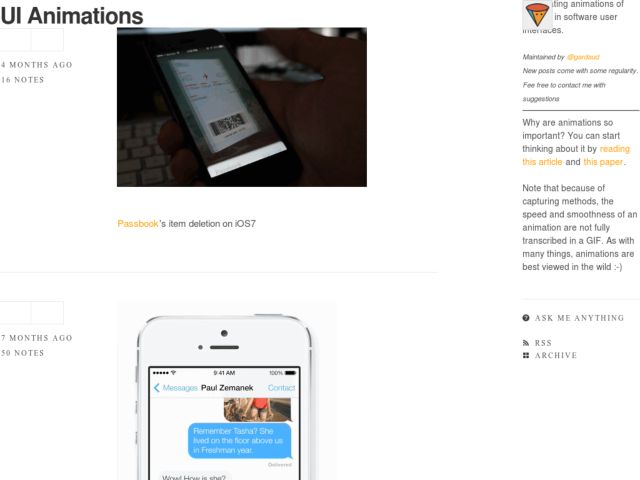 UI Animations
4 MONTHS AGO
16 NOTES
Passbook's item deletion on iOS7
7 MONTHS AGO
50 NOTES
9:41 AM
100%
Messages Paul Zemanek Contact
Remember Tasha? She
lived on the floor above us
in Freshman year.
Delivered
Wow! How is she?
ating animations of
in software user
interfaces.
Maintained by @gardaud
New posts come with some regularity.
Fee free to contact me with
suggestions
Why are animations so
important? You can start
thinking about it by reading
this article and this paper.
Note that because of
capturing methods, the
speed and smoothness of an
animation are not fully
transcribed in a GIF. As with
many things, animations are
best viewed in the wild :-)
ASK ME ANYTHING
RSS
ARCHIVE